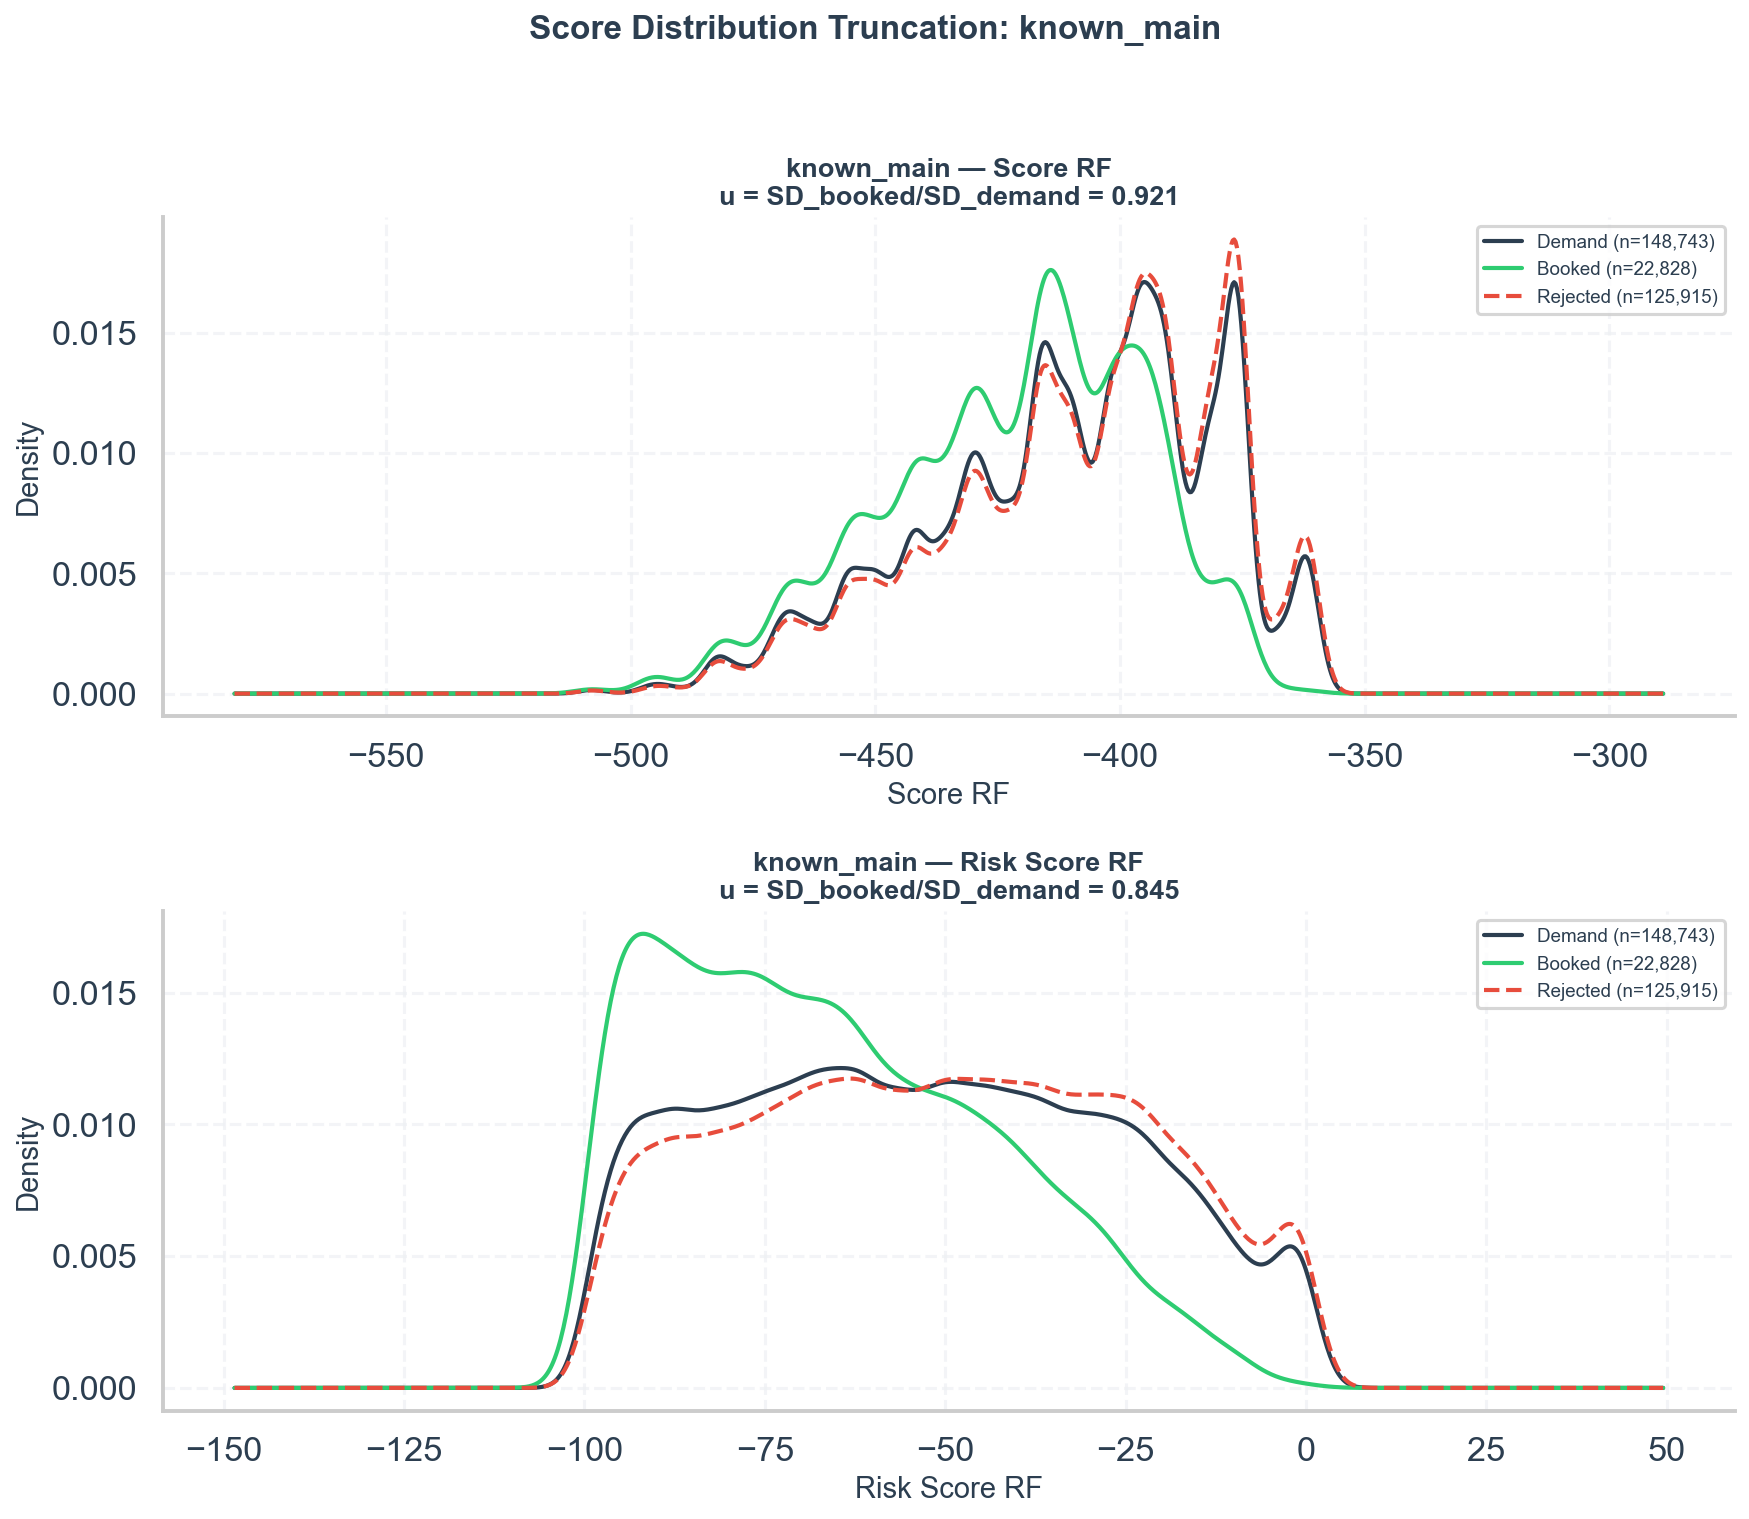 Score Distribution Truncation: known_main
known_main — Score RF
u = SD_booked/SD_demand = 0.921
Demand (n=148,743)
Booked (n=22,828)
Rejected (n=125,915)
0.015
0.010
0.005
0.000
Density
−550
−500
−450
−400
−350
−300
Score RF
known_main — Risk Score RF
u = SD_booked/SD_demand = 0.845
Demand (n=148,743)
Booked (n=22,828)
Rejected (n=125,915)
0.015
0.010
0.005
0.000
Density
−150
−125
−100
−75
−50
−25
0
25
50
Risk Score RF